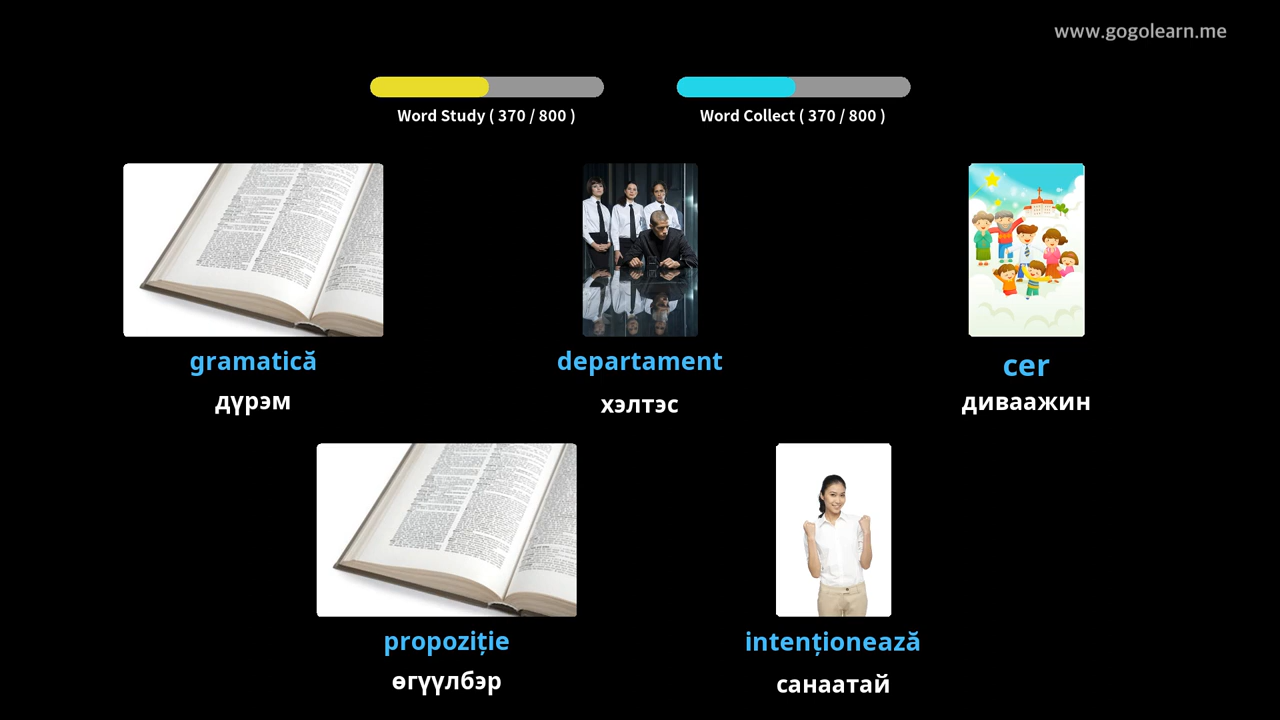 www.gogolearn.me
Word Study ( 370 / 800 )
Word Collect ( 370 / 800 )
gramatică
дүрэм
departament
хэлтэс
cer
диваажин
propoziție
өгүүлбэр
intenționează
санаатай